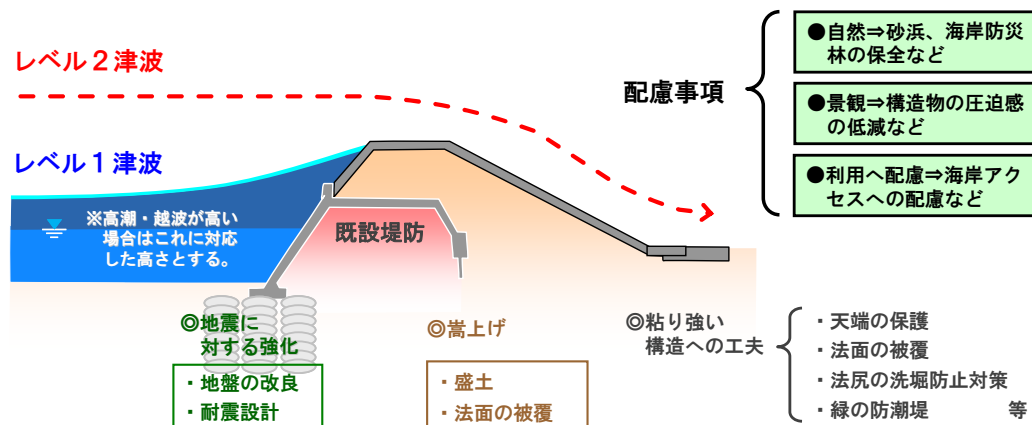 レベル２津波
レベル１津波
※高潮・越波が高い
場合はこれに対応
した高さとする。
既設堤防
配慮事項
●自然⇒砂浜、海岸防災
林の保全など
●景観⇒構造物の圧迫感
の低減など
●利用へ配慮⇒海岸アク
セスへの配慮など
◎地震に
対する強化
・地盤の改良
・耐震設計
◎嵩上げ
・盛土
・法面の被覆
◎粘り強い
構造への工夫
・天端の保護
・法面の被覆
・法尻の洗堀防止対策
・緑の防潮堤　　　等